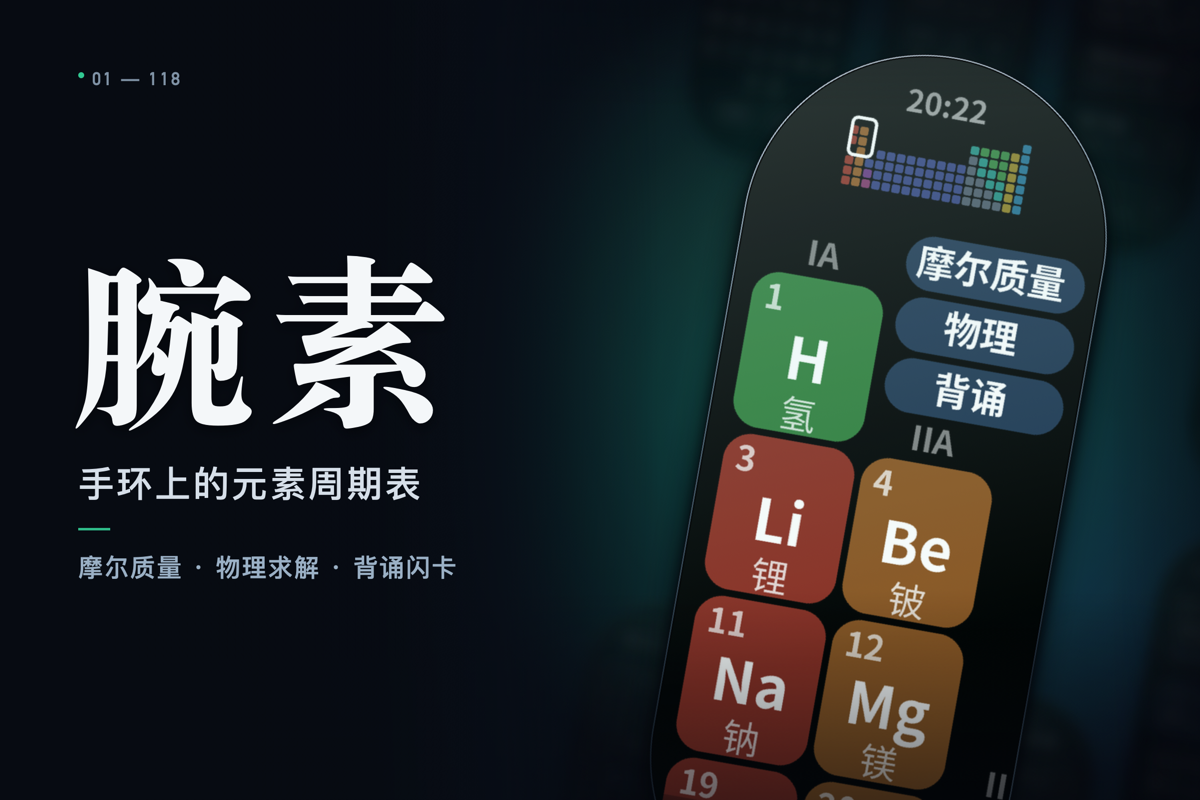 01 — 118
腕素
手环上的元素周期表
摩尔质量 · 物理求解 · 背诵闪卡
20:22
IA
摩尔质量
物理
背诵
1
H
氢
IIA
3
Li
锂
4
Be
铍
11
Na
钠
12
Mg
镁
19